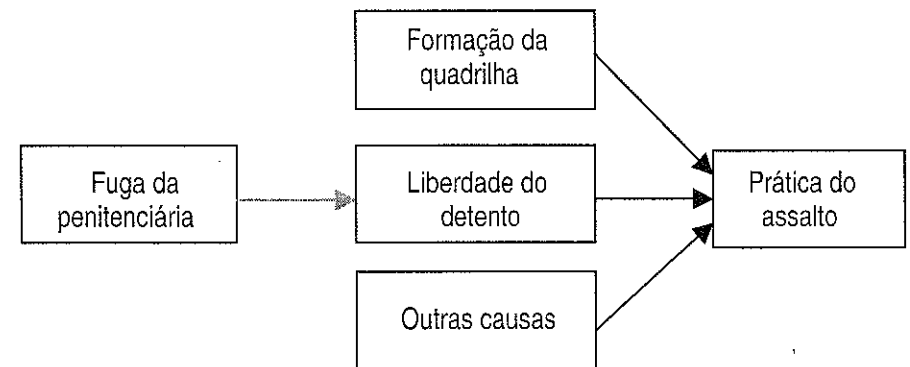 Formação da
quadrilha
Fuga da
penitenciária
Liberdade do
detento
Prática do
assalto
Outras causas